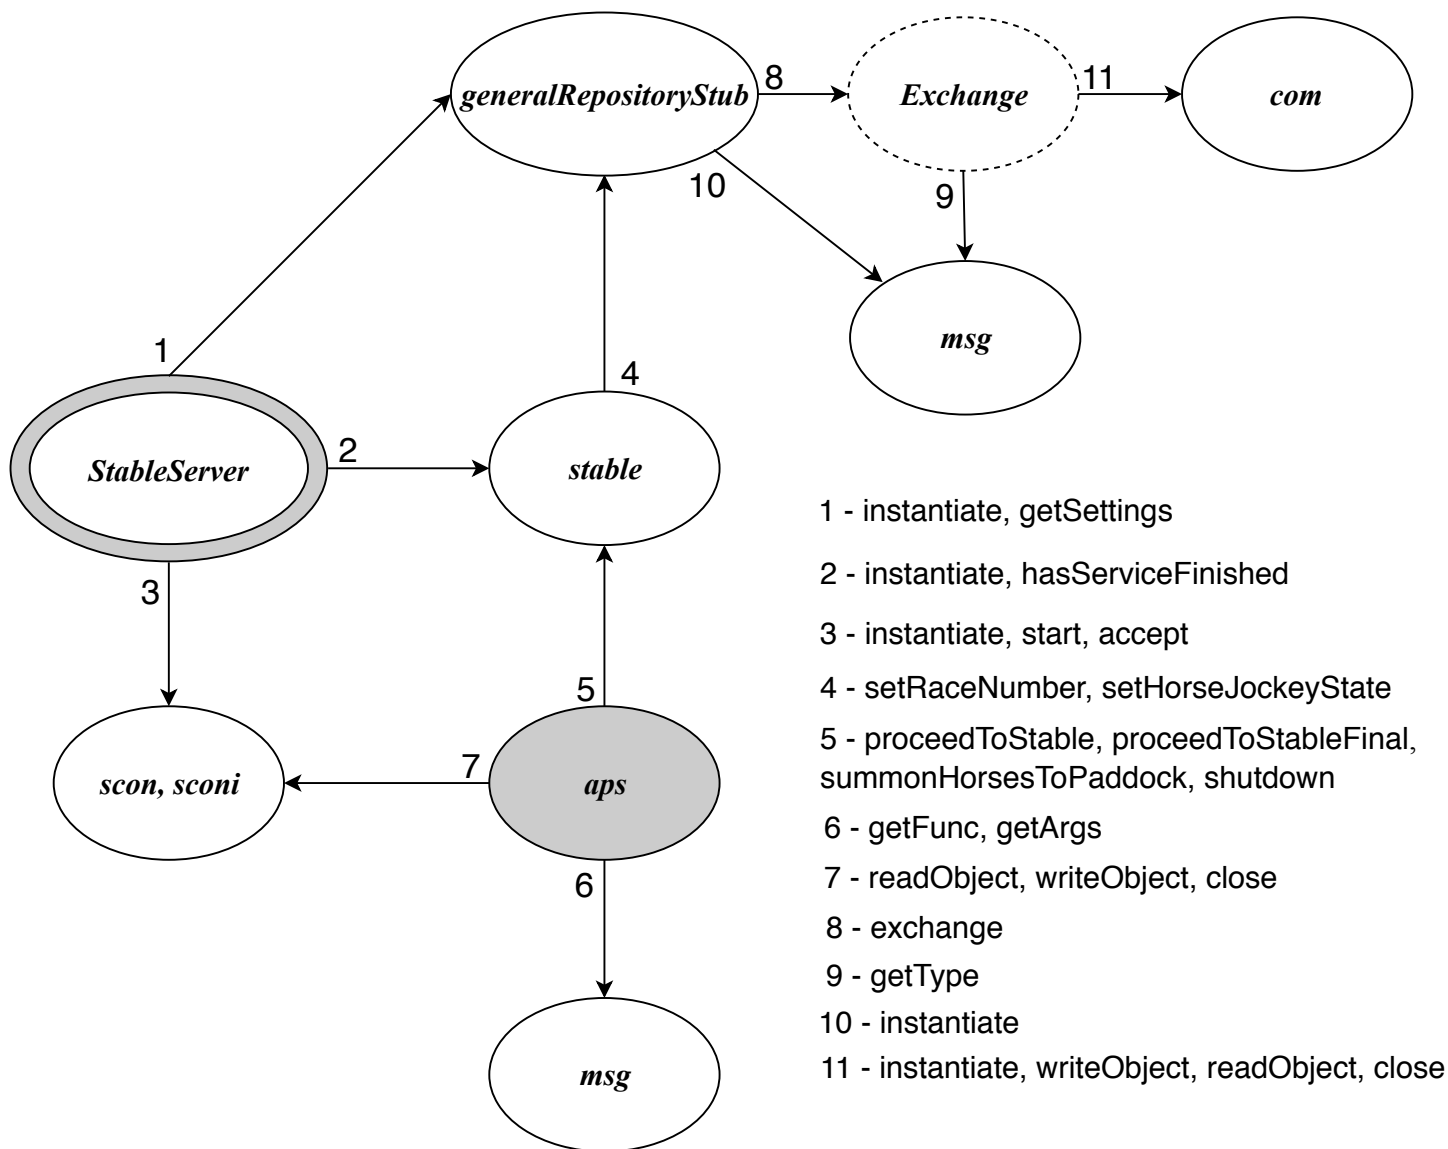 generalRepositoryStub
8
Exchange
11
com
10
9
msg
1
4
StableServer
2
stable
3
5
scon, sconi
7
aps
6
msg
1 - instantiate, getSettings
2 - instantiate, hasServiceFinished
3 - instantiate, start, accept
4 - setRaceNumber, setHorseJockeyState
5 - proceedToStable, proceedToStableFinal,
summonHorsesToPaddock, shutdown
6 - getFunc, getArgs
7 - readObject, writeObject, close
8 - exchange
9 - getType
10 - instantiate
11 - instantiate, writeObject, readObject, close